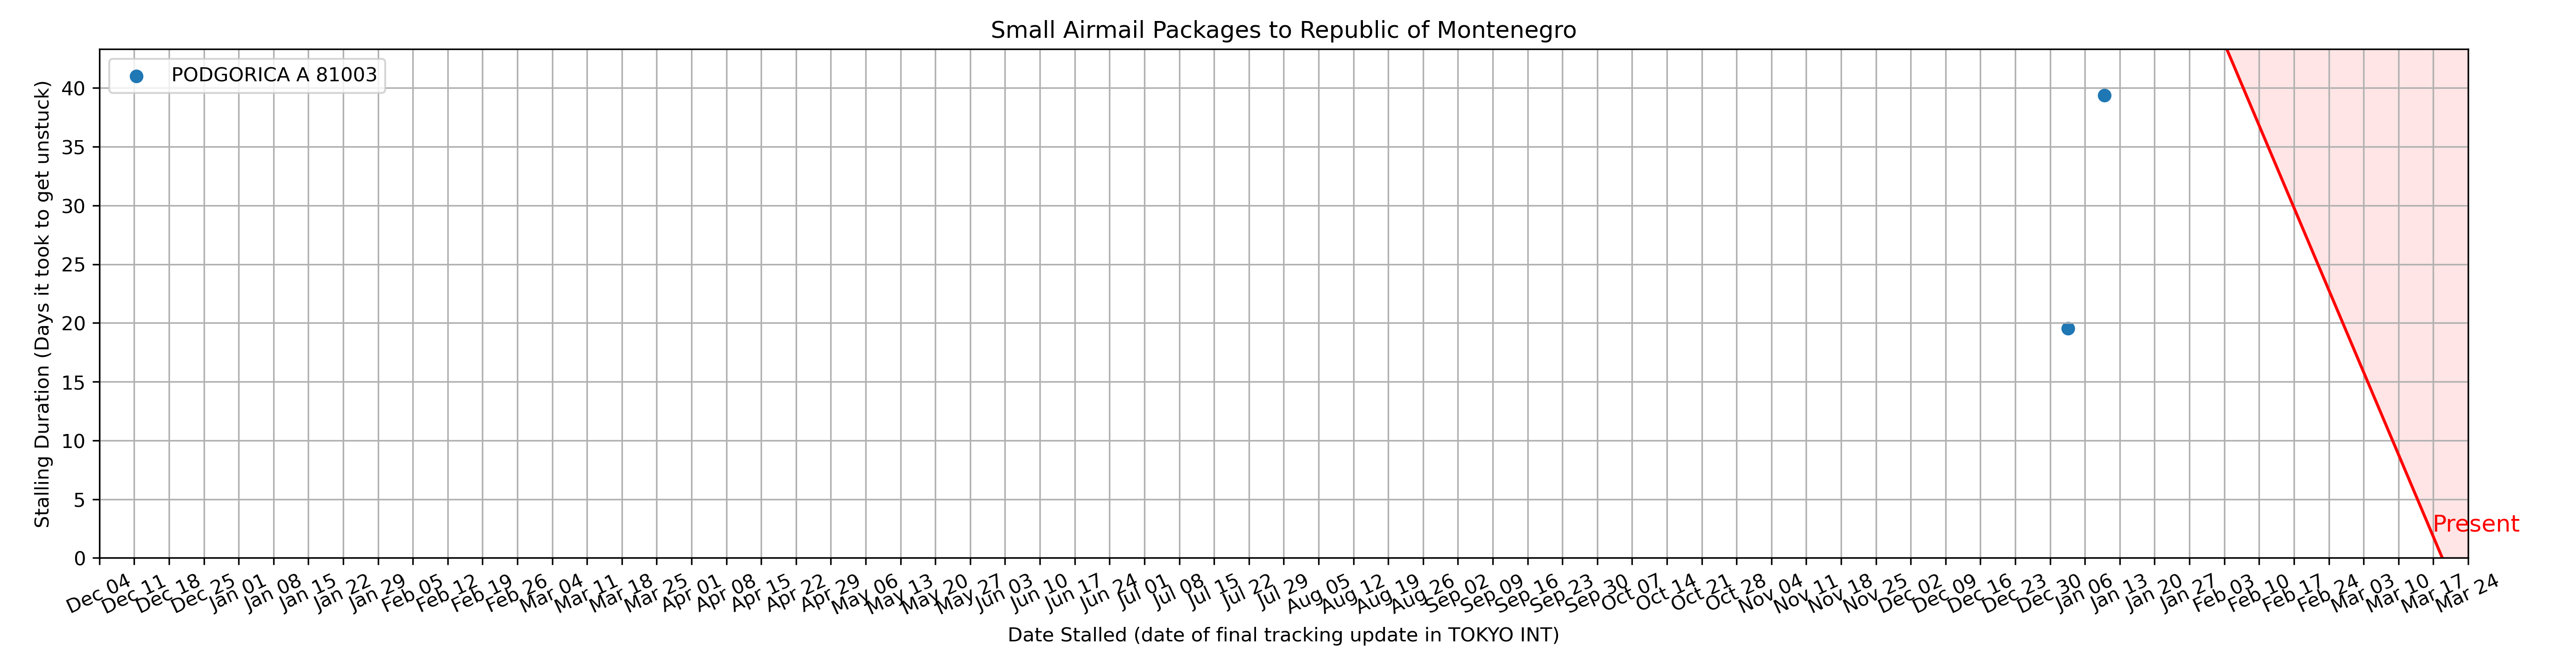 Small Airmail Packages to Republic of Montenegro
PODGORICA A 81003
Stalling Duration (Days it took to get unstuck)
40
35
30
25
20
15
10
5
0
Present
Dec 04 Dec 11 Dec 18 Dec 25 Jan 01 Jan 08 Jan 15 Jan 22 Jan 29 Feb 05 Feb 12 Feb 19 Feb 26 Mar 04 Mar 11 Mar 18 Mar 25 Apr 01 Apr 08 Apr 15 Apr 22 Apr 29 May 06 May 13 May 20 May 27 Jun 03 Jun 10 Jun 17 Jun 24 Jul 01 Jul 08 Jul 15 Jul 22 Jul 29 Aug 05 Aug 12 Aug 19 Aug 26 Sep 02 Sep 09 Sep 16 Sep 23 Sep 30 Oct 07 Oct 14 Oct 21 Oct 28 Nov 04 Nov 11 Nov 18 Nov 25 Dec 02 Dec 09 Dec 16 Dec 23 Dec 30 Jan 06 Jan 13 Jan 20 Jan 27 Feb 03 Feb 10 Feb 17 Feb 24 Mar 03 Mar 10 Mar 17 Mar 24
Date Stalled (date of final tracking update in TOKYO INT)